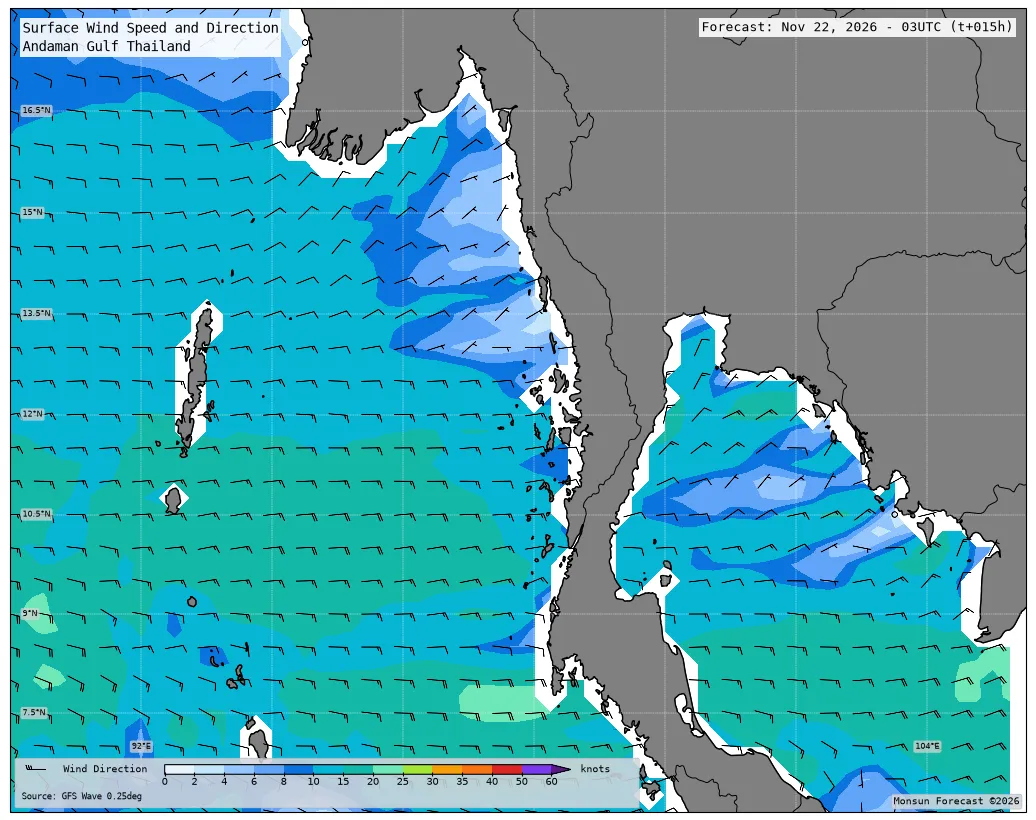 Surface Wind Speed and Direction
Andaman Gulf Thailand
Forecast: Nov 22, 2026 - 03UTC (t+015h)
16.5°N
15°N
13.5°N
12°N
10.5°N
9°N
7.5°N
92°E
104°E
Wind Direction
knots
0 2 4 6 8 10 15 20 25 30 35 40 50 60
Source: GFS Wave 0.25deg
Monsun Forecast ©2026